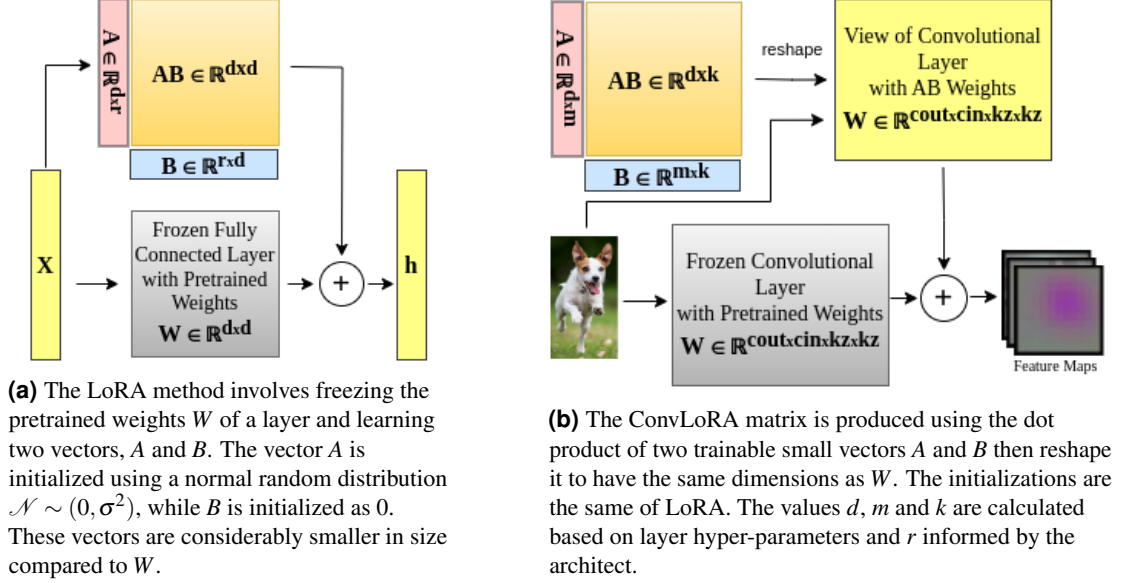 A ∈ ℝdxr
AB ∈ ℝdxd
B ∈ ℝrxd
X
Frozen Fully
Connected Layer
with Pretrained
Weights
W ∈ ℝdxd
+
h
(a) The LoRA method involves freezing the
pretrained weights W of a layer and learning
two vectors, A and B. The vector A is
initialized using a normal random distribution
𝒩 ∼ (0, σ²), while B is initialized as 0.
These vectors are considerably smaller in size
compared to W.
A ∈ ℝdxm
AB ∈ ℝdxk
B ∈ ℝmxk
reshape
View of Convolutional
Layer
with AB Weights
W ∈ ℝcoutxcinxkzxkz
Frozen Convolutional
Layer
with Pretrained Weights
W ∈ ℝcoutxcinxkzxkz
+
Feature Maps
(b) The ConvLoRA matrix is produced using the dot
product of two trainable small vectors A and B then reshape
it to have the same dimensions as W. The initializations are
the same of LoRA. The values d, m and k are calculated
based on layer hyper-parameters and r informed by the
architect.